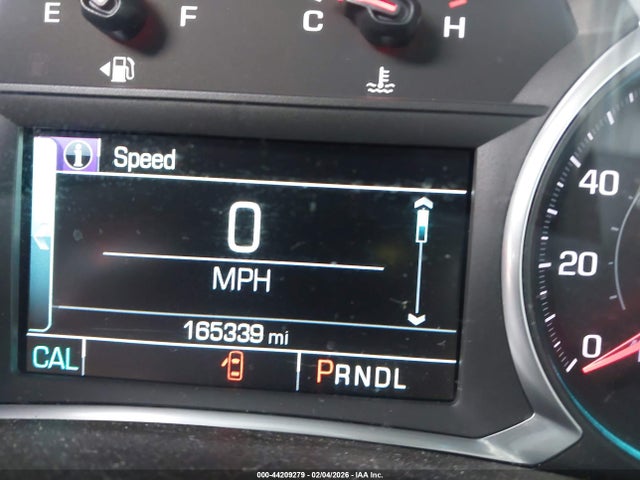 E F C H
Speed
0
MPH
165339 mi
CAL PRNDL
40
20
0
000-44209279 - 02/04/2026 - IAA Inc.